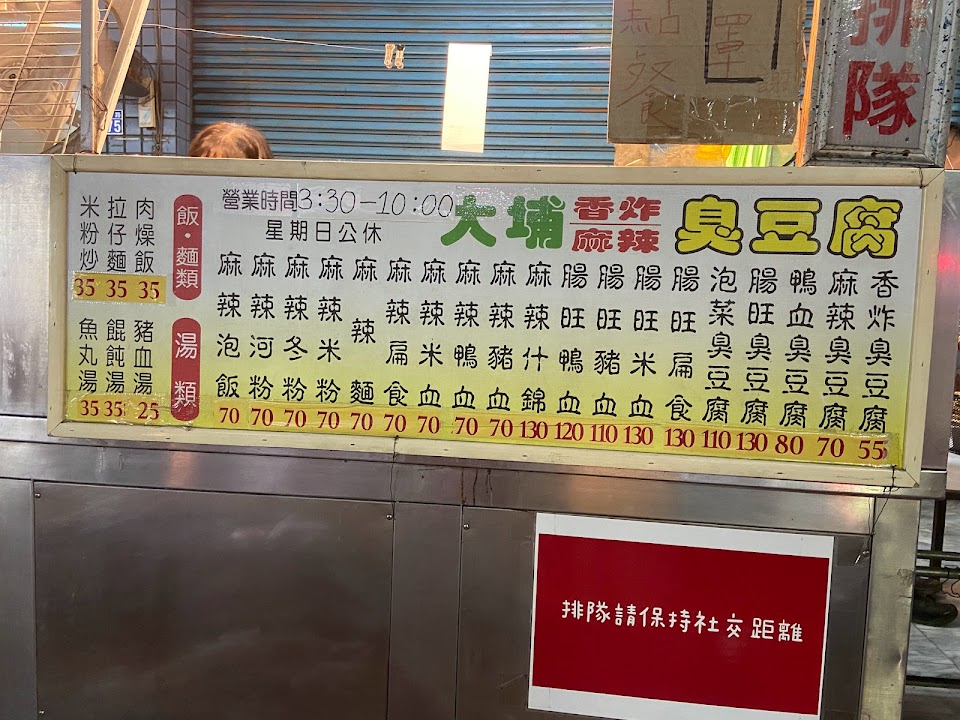 點餐
罩
排隊
營業時間3:30-10:00
星期日公休
大埔
香炸
麻辣
臭豆腐
香炸臭豆腐 55
麻辣臭豆腐 70
鴨血臭豆腐 80
腸旺臭豆腐 130
泡菜臭豆腐 110
腸旺扁食 130
腸旺米血 130
腸旺豬血 110
腸旺鴨血 120
麻辣什錦 130
麻辣豬血 70
麻辣鴨血 70
麻辣米血 70
麻辣扁食 70
麻辣麵 70
麻辣米粉 70
麻辣冬粉 70
麻辣河粉 70
麻辣泡飯 70
飯·麵類
肉燥飯 35
拉仔麵 35
米粉炒 35
湯類
豬血湯 25
餛飩湯 35
魚丸湯 35
排隊請保持社交距離